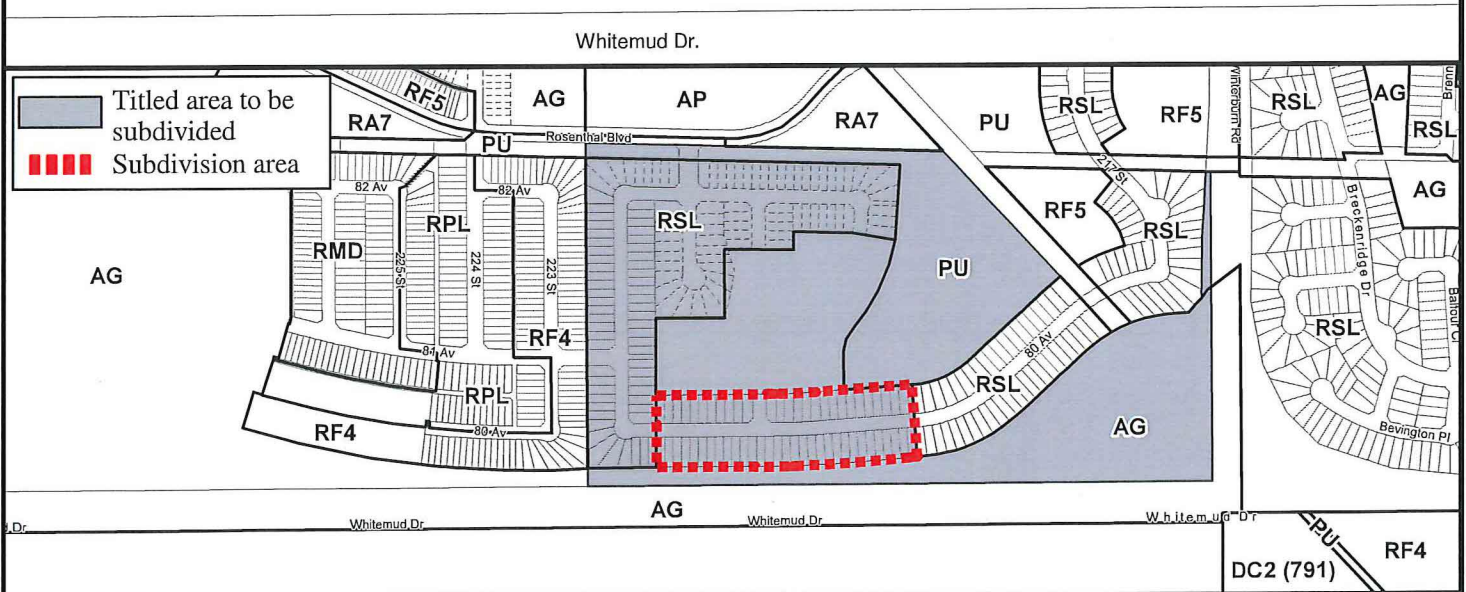 Whitemud Dr.
Titled area to be
subdivided
Subdivision area
RF5
AG
AP
RA7
PU
RSL
RF5
Winterburn Rd
RSL
AG
RSL
RA7
PU
Rosenthal Blvd
217 St
AG
82 Av
82 Av
RPL
RSL
RF5
RSL
Breckenridge Dr
RMD
225 St
224 St
223 St
PU
AG
RF4
80 Av
RSL
81 Av
RPL
RSL
80 Av
RF4
AG
Bevington Pl
AG
Whitemud Dr
Whitemud Dr
Whitemud Dr
PU
RF4
DC2 (791)